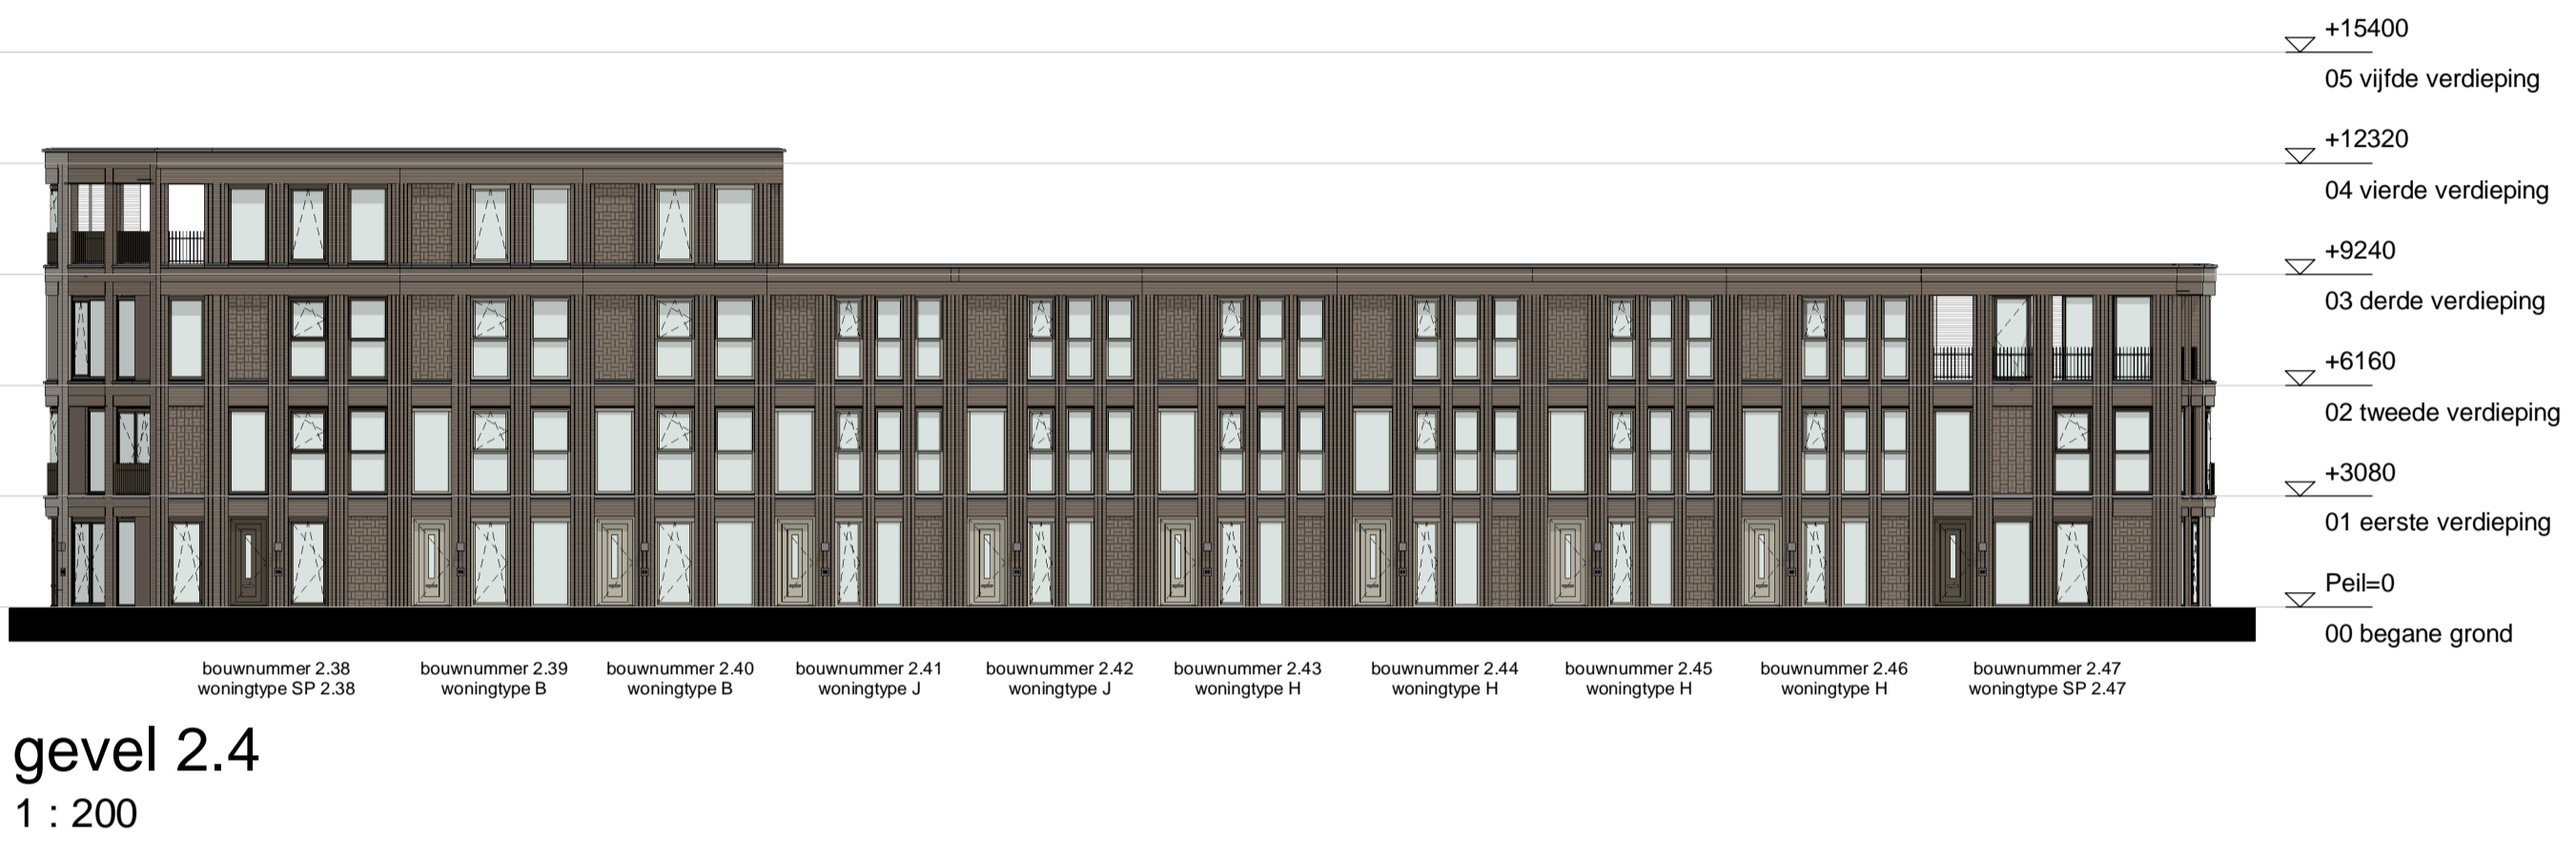 +15400
05 vijfde verdieping
+12320
04 vierde verdieping
+9240
03 derde verdieping
+6160
02 tweede verdieping
+3080
01 eerste verdieping
Peil=0
00 begane grond
bouwnummer 2.38
woningtype SP 2.38
bouwnummer 2.39
woningtype B
bouwnummer 2.40
woningtype B
bouwnummer 2.41
woningtype J
bouwnummer 2.42
woningtype J
bouwnummer 2.43
woningtype H
bouwnummer 2.44
woningtype H
bouwnummer 2.45
woningtype H
bouwnummer 2.46
woningtype H
bouwnummer 2.47
woningtype SP 2.47
gevel 2.4
1 : 200